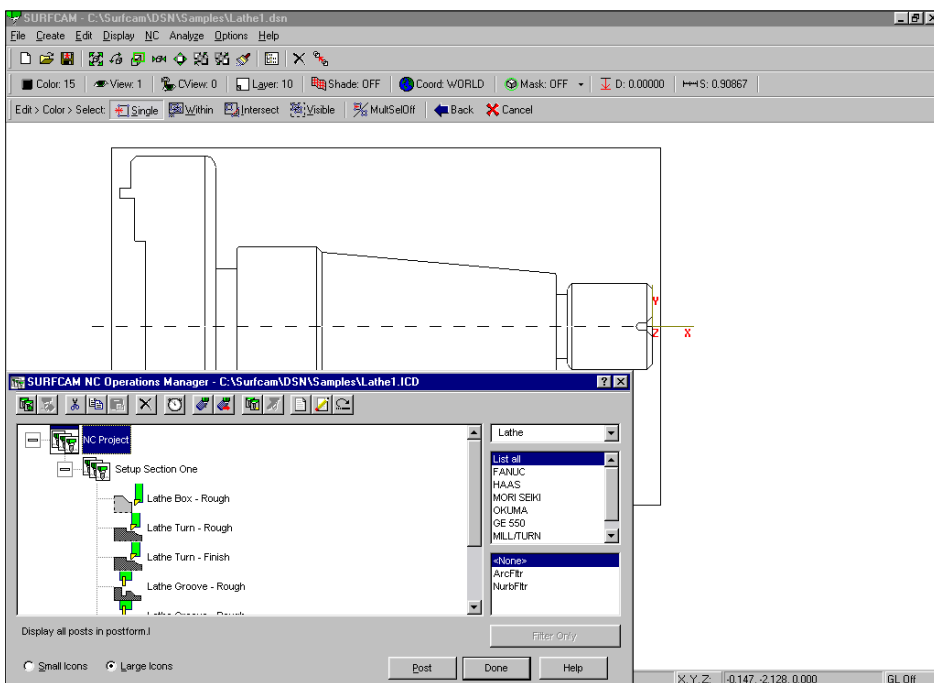 SURFCAM - C:\Surfcam\DSN\Samples\Lathe1.dsn
File Create Edit Display NC Analyze Options Help
Color: 15 View: 1 CView: 0 Layer: 10 Shade: OFF Coord: WORLD Mask: OFF D: 0.00000 S: 0.90867
Edit > Color > Select: Single Within Intersect Visible MultSelOff Back Cancel
Y
Z X
SURFCAM NC Operations Manager - C:\Surfcam\DSN\Samples\Lathe1.ICD
NC Project
Setup Section One
Lathe Box - Rough
Lathe Turn - Rough
Lathe Turn - Finish
Lathe Groove - Rough
Lathe Groove - Rough
Lathe
List all
FANUC
HAAS
MORI SEIKI
OKUMA
GE 550
MILL/TURN
<None>
ArcFltr
NurbFltr
Display all posts in postform.l
Filter Only
Small Icons Large Icons Post Done Help
X, Y, Z: -0.147, -2.128, 0.000 GL Off